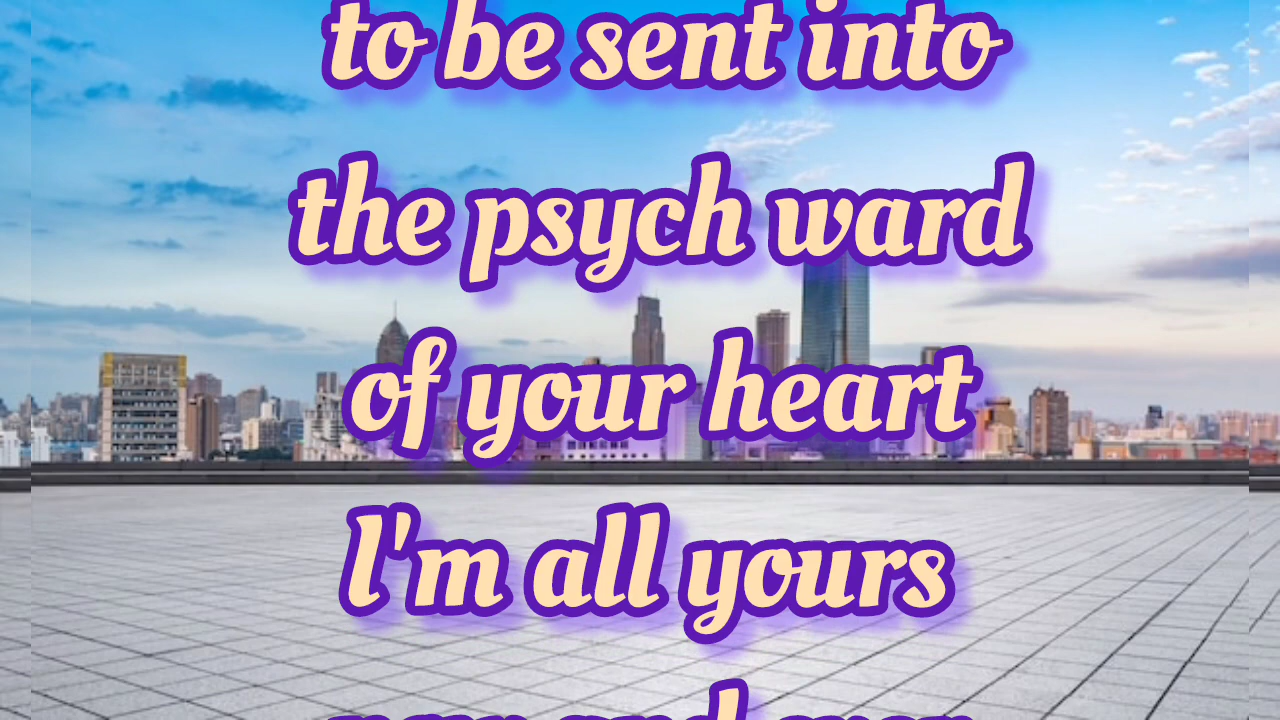 to be sent into
the psych ward
of your heart
I'm all yours